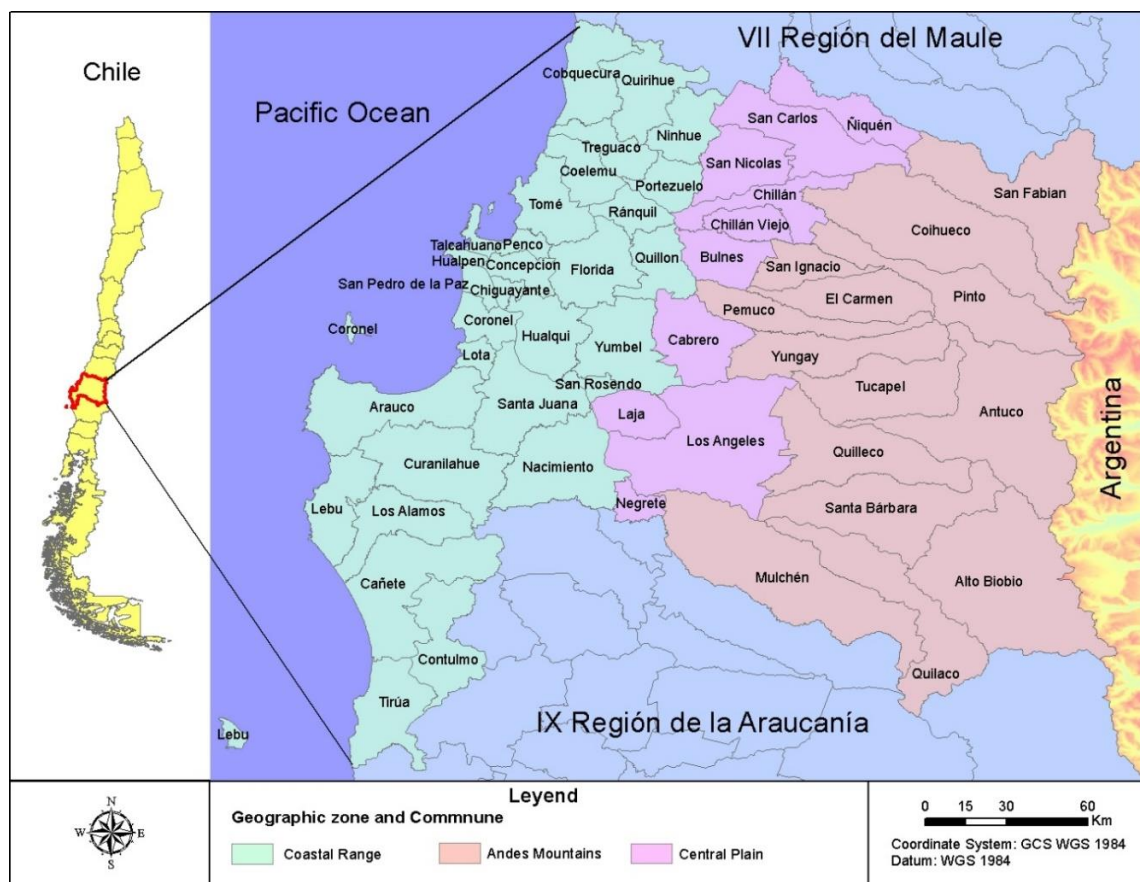 Chile
Pacific Ocean
VII Región del Maule
Cobquecura
Quirihue
San Carlos
Ñiquén
Ninhue
Treguaco
San Nicolas
Coelemu
Portezuelo
Chillán
San Fabian
Tomé
Ránquil
Chillán Viejo
Coihueco
Talcahuano
Penco
Hualpen
Concepcion
Florida
Quillon
Bulnes
San Ignacio
San Pedro de la Paz
Chiguayante
El Carmen
Pinto
Pemuco
Coronel
Coronel
Hualqui
Yumbel
Cabrero
Lota
Yungay
San Rosendo
Tucapel
Arauco
Santa Juana
Laja
Antuco
Los Angeles
Argentina
Curanilahue
Nacimiento
Quilleco
Lebu
Los Alamos
Negrete
Santa Bárbara
Cañete
Mulchén
Alto Biobio
Contulmo
Quilaco
Tirúa
IX Región de la Araucanía
Lebu
N
W E
S
Leyend
Geographic zone and Commnune
Coastal Range
Andes Mountains
Central Plain
0 15 30 60
Km
Coordinate System: GCS WGS 1984
Datum: WGS 1984